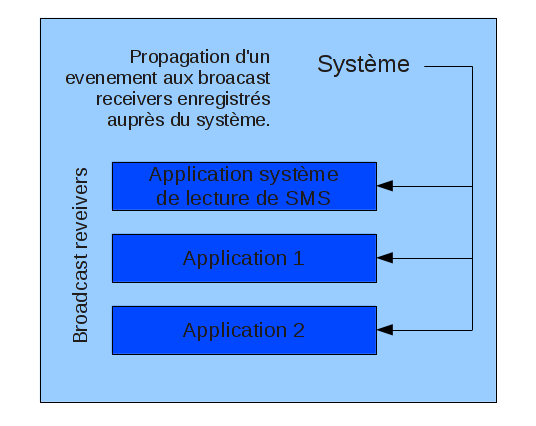 Propagation d'un
evenement aux broacast
receivers enregistrés
auprès du système.
Système
Broadcast reveivers
Application système
de lecture de SMS
Application 1
Application 2